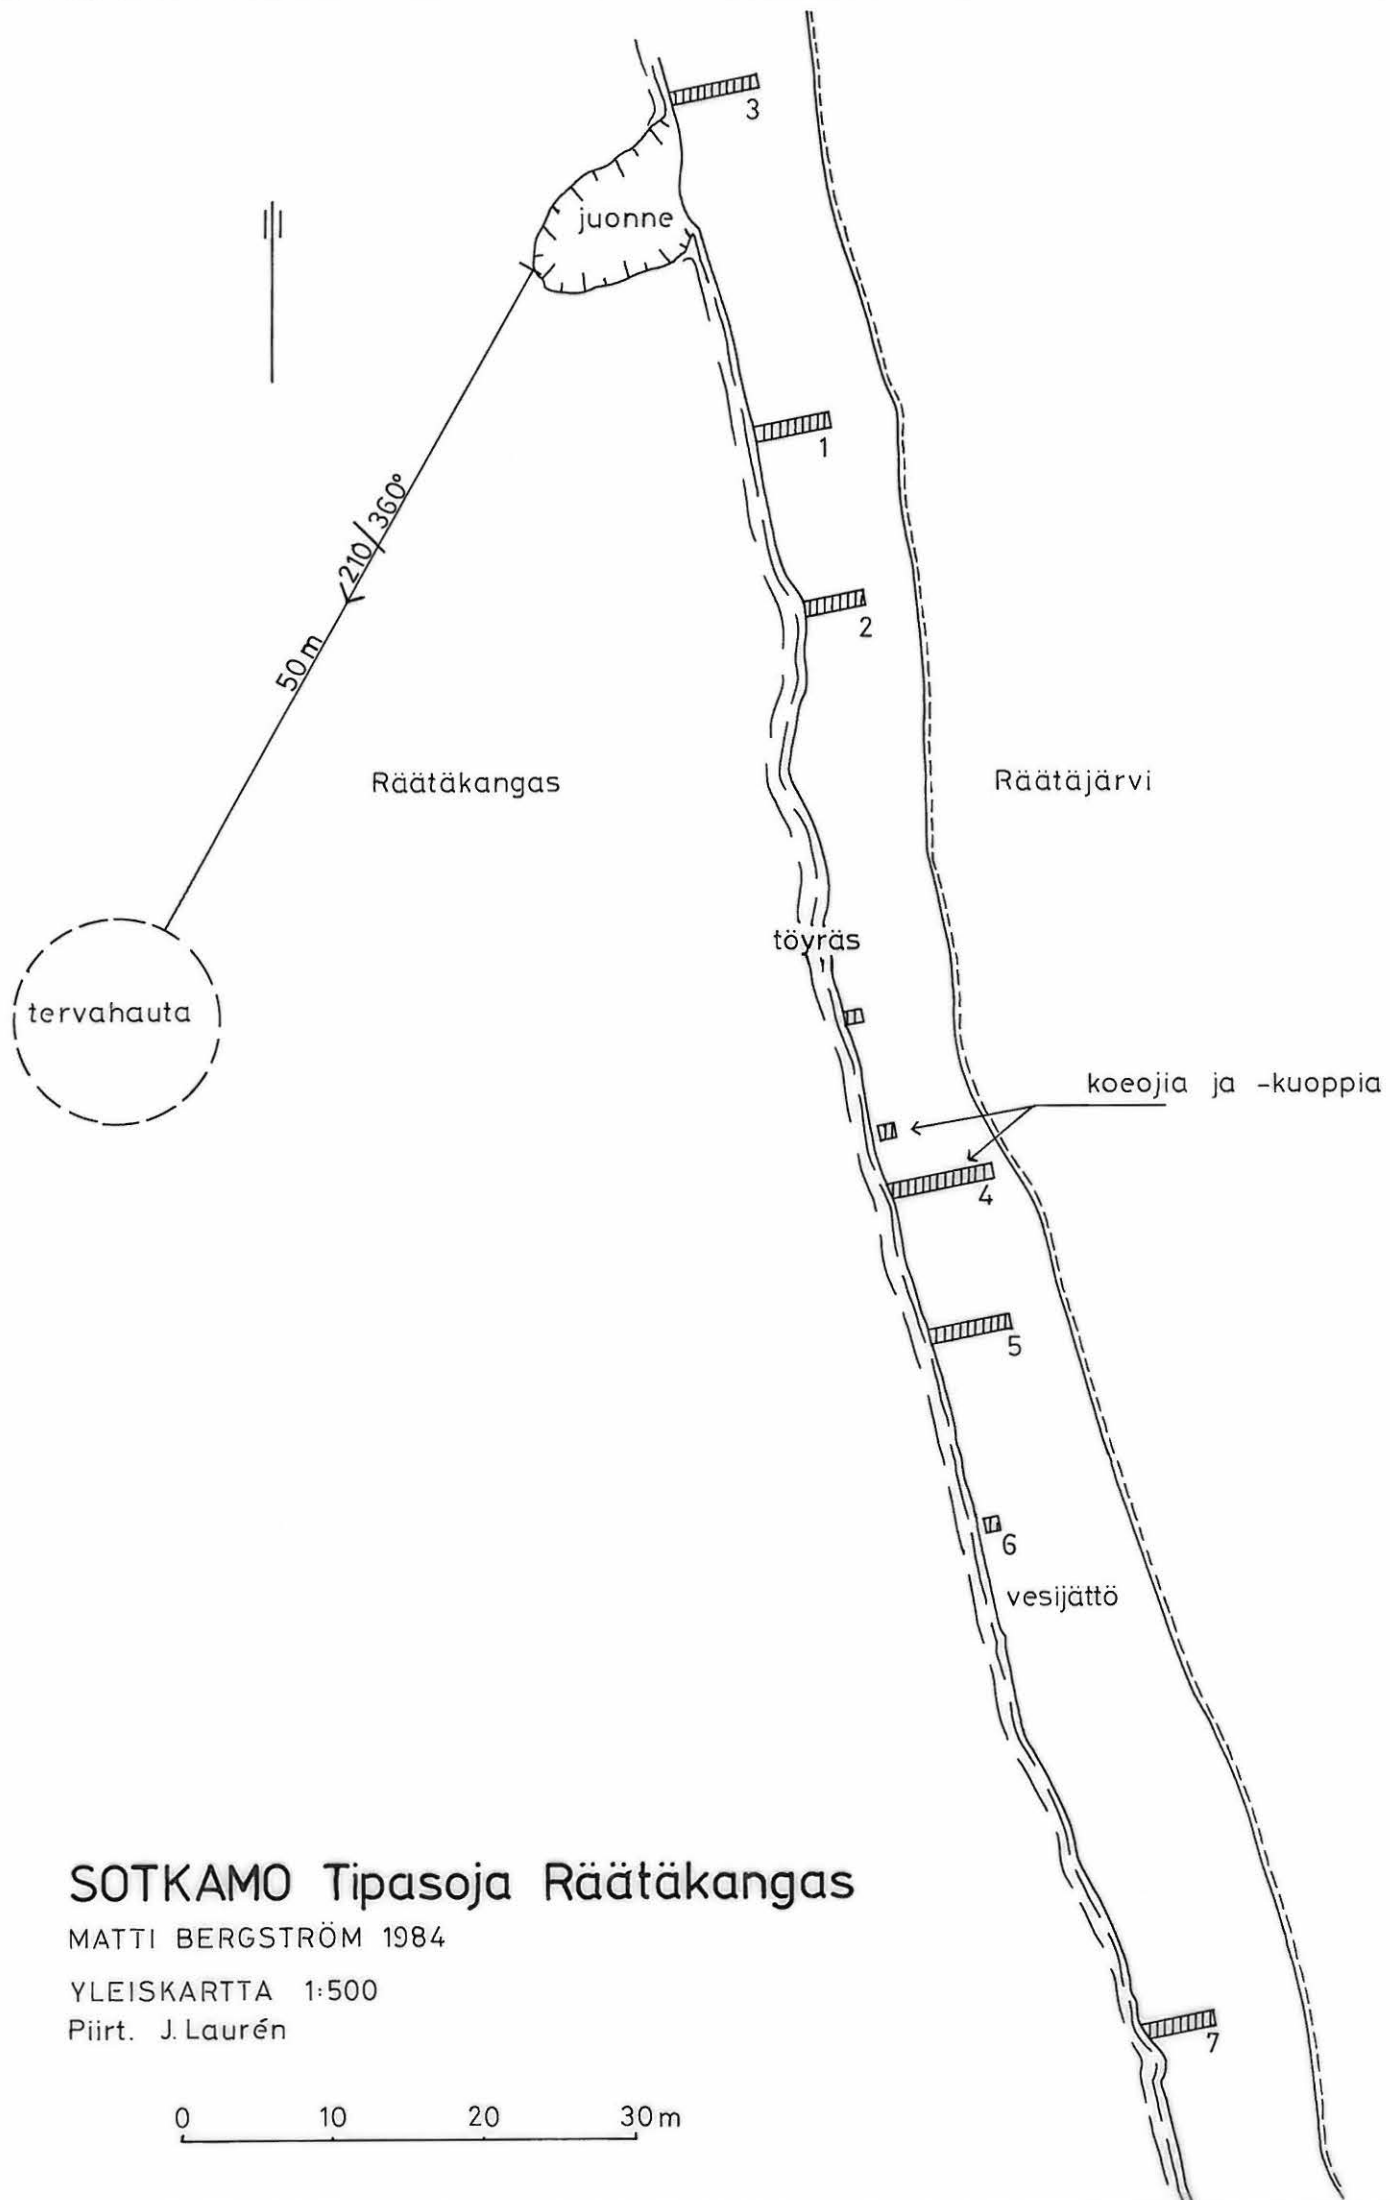 3
juonne
1
210/360°
2
50m
Räätäkangas
Räätäjärvi
töyräs
tervahauta
koeojia ja -kuoppia
4
5
6
vesijättö
SOTKAMO Tipasoja Räätäkangas
MATTI BERGSTRÖM 1984
YLEISKARTTA 1:500
Piirt. J. Laurén
7
0 10 20 30 m